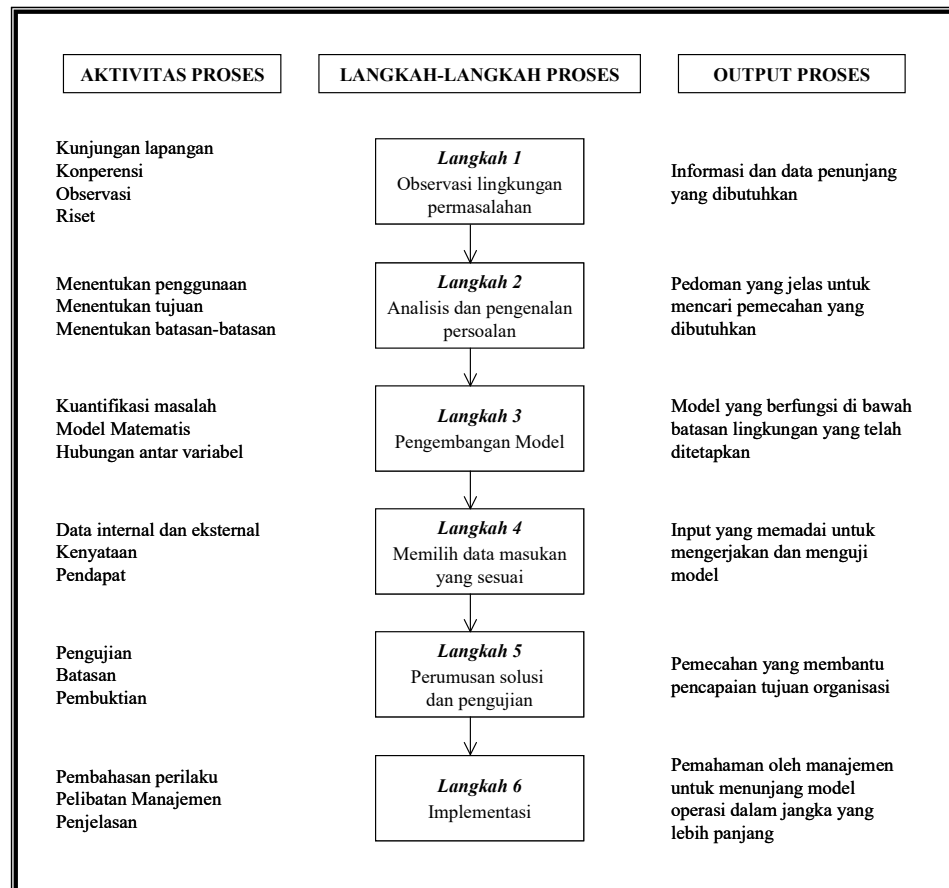 AKTIVITAS PROSES
LANGKAH-LANGKAH PROSES
OUTPUT PROSES
Kunjungan lapangan
Konperensi
Observasi
Riset
Langkah 1
Observasi lingkungan
permasalahan
Informasi dan data penunjang
yang dibutuhkan
Menentukan penggunaan
Menentukan tujuan
Menentukan batasan-batasan
Langkah 2
Analisis dan pengenalan
persoalan
Pedoman yang jelas untuk
mencari pemecahan yang
dibutuhkan
Kuantifikasi masalah
Model Matematis
Hubungan antar variabel
Langkah 3
Pengembangan Model
Model yang berfungsi di bawah
batasan lingkungan yang telah
ditetapkan
Data internal dan eksternal
Kenyataan
Pendapat
Langkah 4
Memilih data masukan
yang sesuai
Input yang memadai untuk
mengerjakan dan menguji
model
Pengujian
Batasan
Pembuktian
Langkah 5
Perumusan solusi
dan pengujian
Pemecahan yang membantu
pencapaian tujuan organisasi
Pembahasan perilaku
Pelibatan Manajemen
Penjelasan
Langkah 6
Implementasi
Pemahaman oleh manajemen
untuk menunjang model
operasi dalam jangka yang
lebih panjang